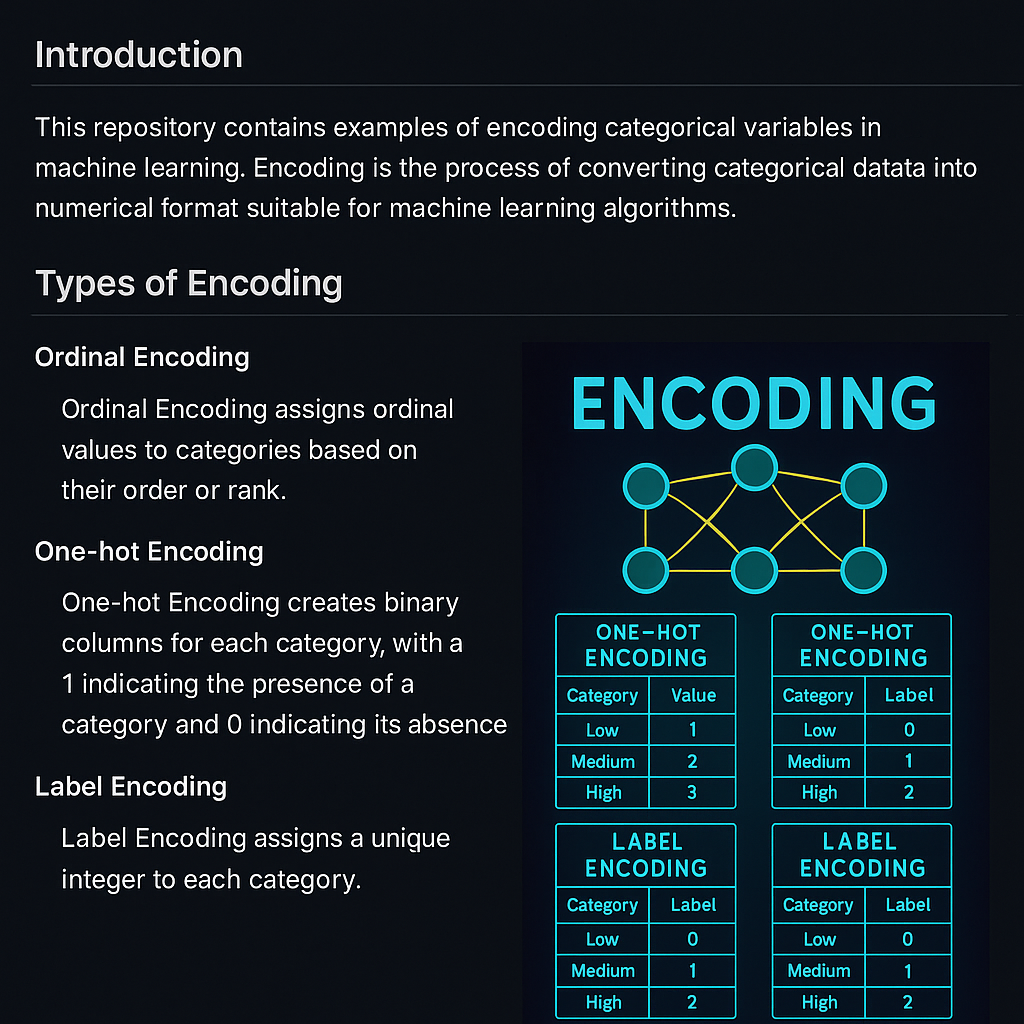 Introduction
This repository contains examples of encoding categorical variables in
machine learning. Encoding is the process of converting categorical datata into
numerical format suitable for machine learning algorithms.
Types of Encoding
Ordinal Encoding
Ordinal Encoding assigns ordinal
values to categories based on
their order or rank.
One-hot Encoding
One-hot Encoding creates binary
columns for each category, with a
1 indicating the presence of a
category and 0 indicating its absence
Label Encoding
Label Encoding assigns a unique
integer to each category.
ENCODING
ONE-HOT
ENCODING
Category Value
Low 1
Medium 2
High 3
ONE-HOT
ENCODING
Category Label
Low 0
Medium 1
High 2
LABEL
ENCODING
Category Label
Low 0
Medium 1
High 2
LABEL
ENCODING
Category Label
Low 0
Medium 1
High 2